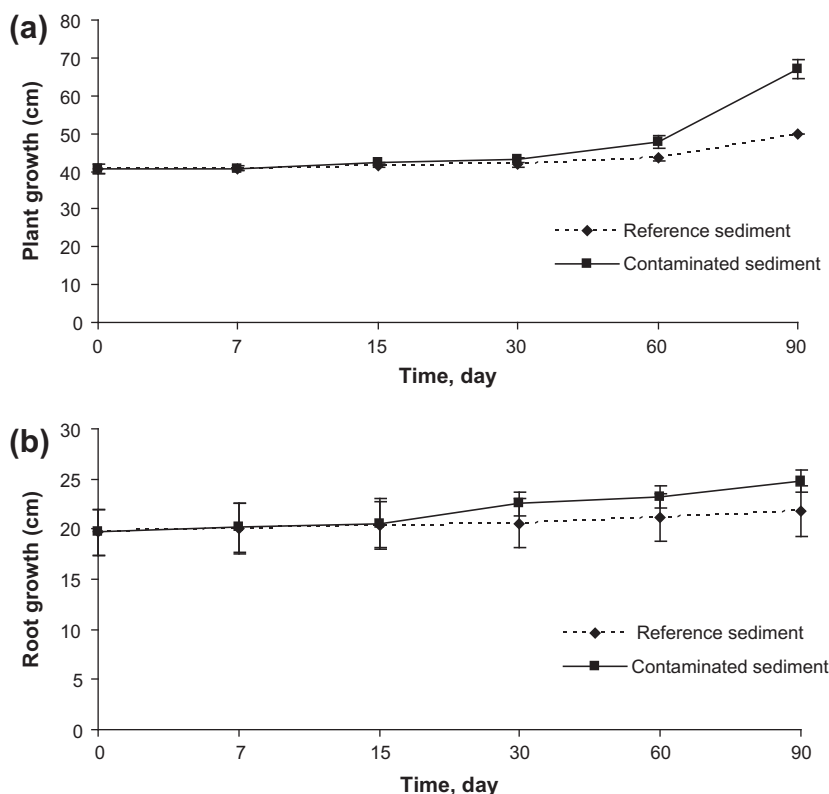 (a)
80
70
60
50
40
30
20
10
0
Plant growth (cm)
Reference sediment
Contaminated sediment
0 7 15 30 60 90
Time, day
(b)
30
25
20
15
10
5
0
Root growth (cm)
Reference sediment
Contaminated sediment
0 7 15 30 60 90
Time, day